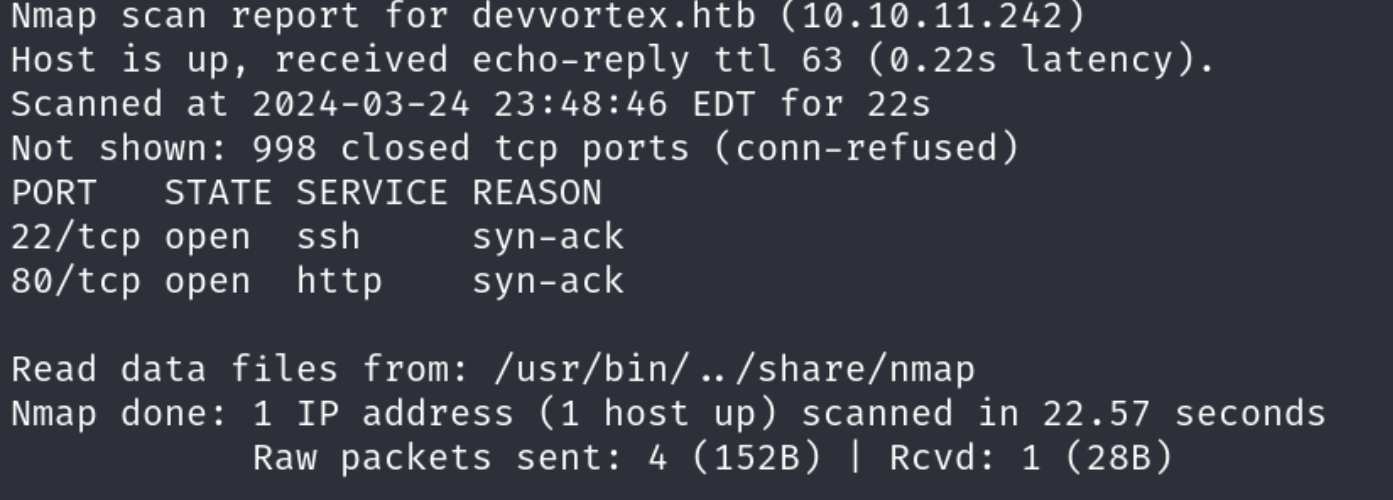 Nmap scan report for devvortex.htb (10.10.11.242)
Host is up, received echo-reply ttl 63 (0.22s latency).
Scanned at 2024-03-24 23:48:46 EDT for 22s
Not shown: 998 closed tcp ports (conn-refused)
PORT   STATE SERVICE REASON
22/tcp open  ssh     syn-ack
80/tcp open  http    syn-ack

Read data files from: /usr/bin/../share/nmap
Nmap done: 1 IP address (1 host up) scanned in 22.57 seconds
           Raw packets sent: 4 (152B) | Rcvd: 1 (28B)